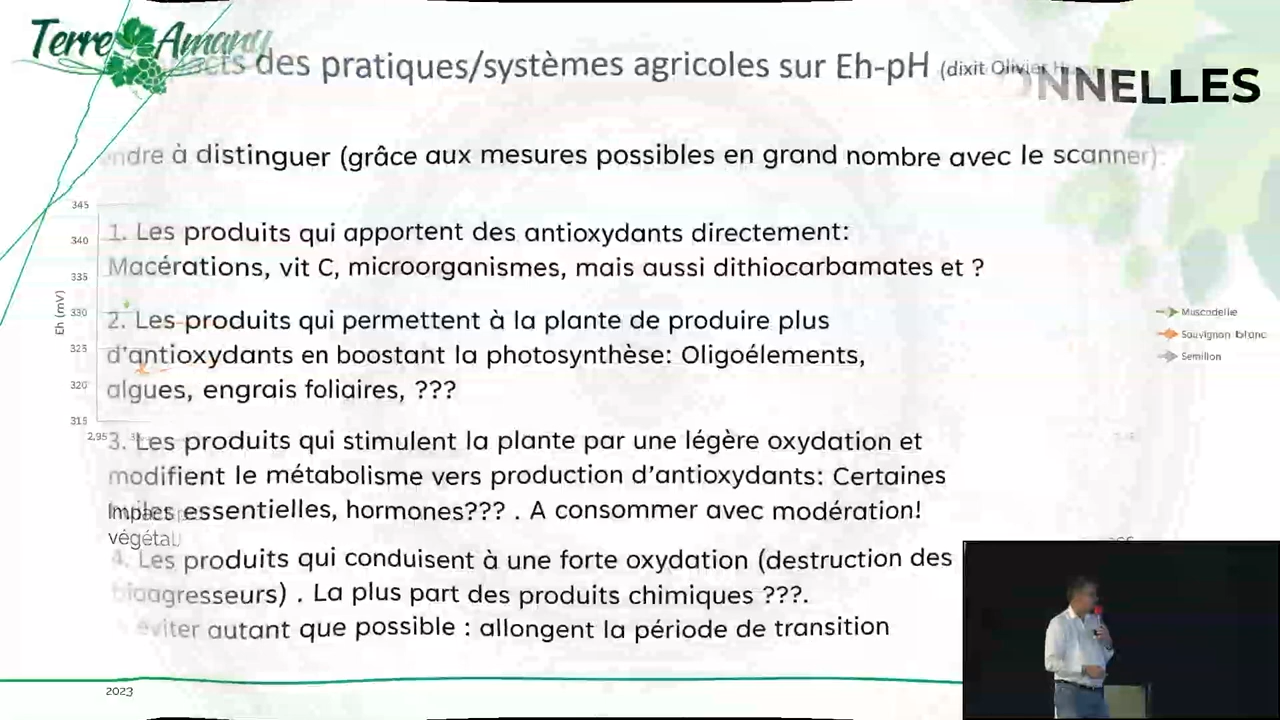 Terre Amany
acts des pratiques/systèmes agricoles sur Eh-pH (dixit Olivier
NNELLES
ndre à distinguer (grâce aux mesures possibles en grand nombre avec le scanner):
345
340
335
330
325
320
315
Eh (mV)
2,95
1. Les produits qui apportent des antioxydants directement:
Macérations, vit C, microorganismes, mais aussi dithiocarbamates et ?
2. Les produits qui permettent à la plante de produire plus
d'antioxydants en boostant la photosynthèse: Oligoélements,
algues, engrais foliaires, ???
Muscadelle
Sauvignon blanc
Semillon
3. Les produits qui stimulent la plante par une légère oxydation et
modifient le métabolisme vers production d'antioxydants: Certaines
essentielles, hormones??? . A consommer avec modération!
végétal
4. Les produits qui conduisent à une forte oxydation (destruction des
bioagresseurs) . La plus part des produits chimiques ???.
éviter autant que possible : allongent la période de transition
2023